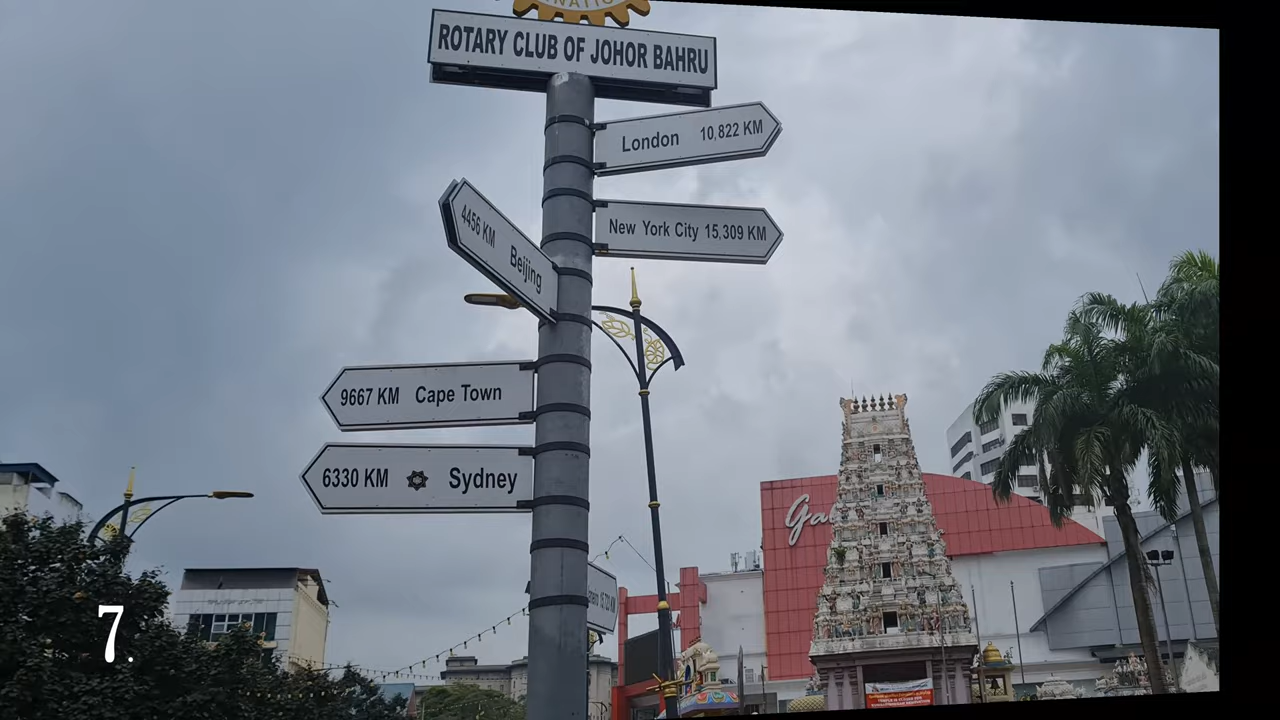 ROTARY CLUB OF JOHOR BAHRU
London 10,822 KM
4456 KM Beijing
New York City 15,309 KM
9667 KM Cape Town
6330 KM Sydney
Gal
7.